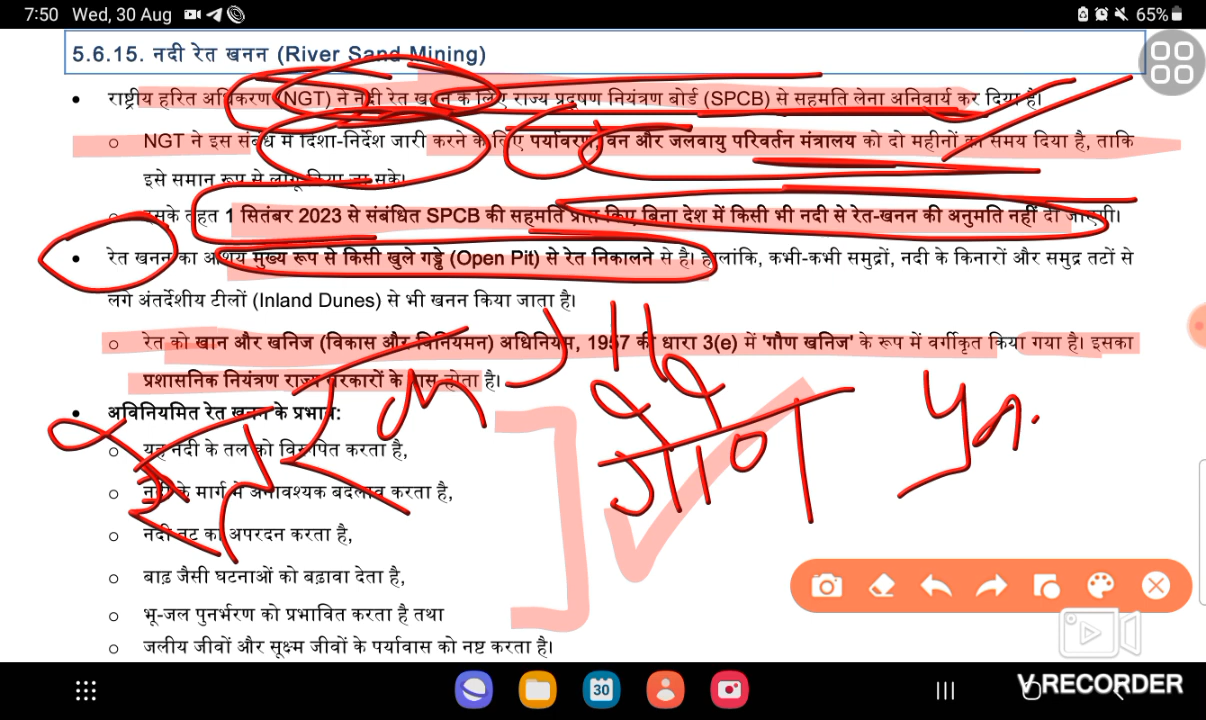 7:50 Wed, 30 Aug
65%
5.6.15. नदी रेत खनन (River Sand Mining)
• राष्ट्रीय हरित अधिकरण (NGT) ने नदी रेत खनन के लिए राज्य प्रदूषण नियंत्रण बोर्ड (SPCB) से सहमति लेना अनिवार्य कर दिया है।
o NGT ने इस संबंध में दिशा-निर्देश जारी करने के लिए पर्यावरण, वन और जलवायु परिवर्तन मंत्रालय को दो महीनों का समय दिया है, ताकि
इसे समान रूप से लागू किया जा सके।
o इसके तहत 1 सितंबर 2023 से संबंधित SPCB की सहमति प्राप्त किए बिना देश में किसी भी नदी से रेत-खनन की अनुमति नहीं दी जाएगी।
• रेत खनन का आशय मुख्य रूप से किसी खुले गड्ढे (Open Pit) से रेत निकालने से है। हालांकि, कभी-कभी समुद्रों, नदी के किनारों और समुद्र तटों से
लगे अंतर्देशीय टीलों (Inland Dunes) से भी खनन किया जाता है।
o रेत को खान और खनिज (विकास और विनियमन) अधिनियम, 1957 की धारा 3(e) में 'गौण खनिज' के रूप में वर्गीकृत किया गया है। इसका
प्रशासनिक नियंत्रण राज्य सरकारों के पास होता है।
• अविनियमित रेत खनन के प्रभाव:
o यह नदी के तल को विस्थापित करता है,
o नदी के मार्ग में अनावश्यक बदलाव करता है,
o नदी तट का अपरदन करता है,
o बाढ़ जैसी घटनाओं को बढ़ावा देता है,
o भू-जल पुनर्भरण को प्रभावित करता है तथा
o जलीय जीवों और सूक्ष्म जीवों के पर्यावास को नष्ट करता है।
गौण
30
VRECORDER